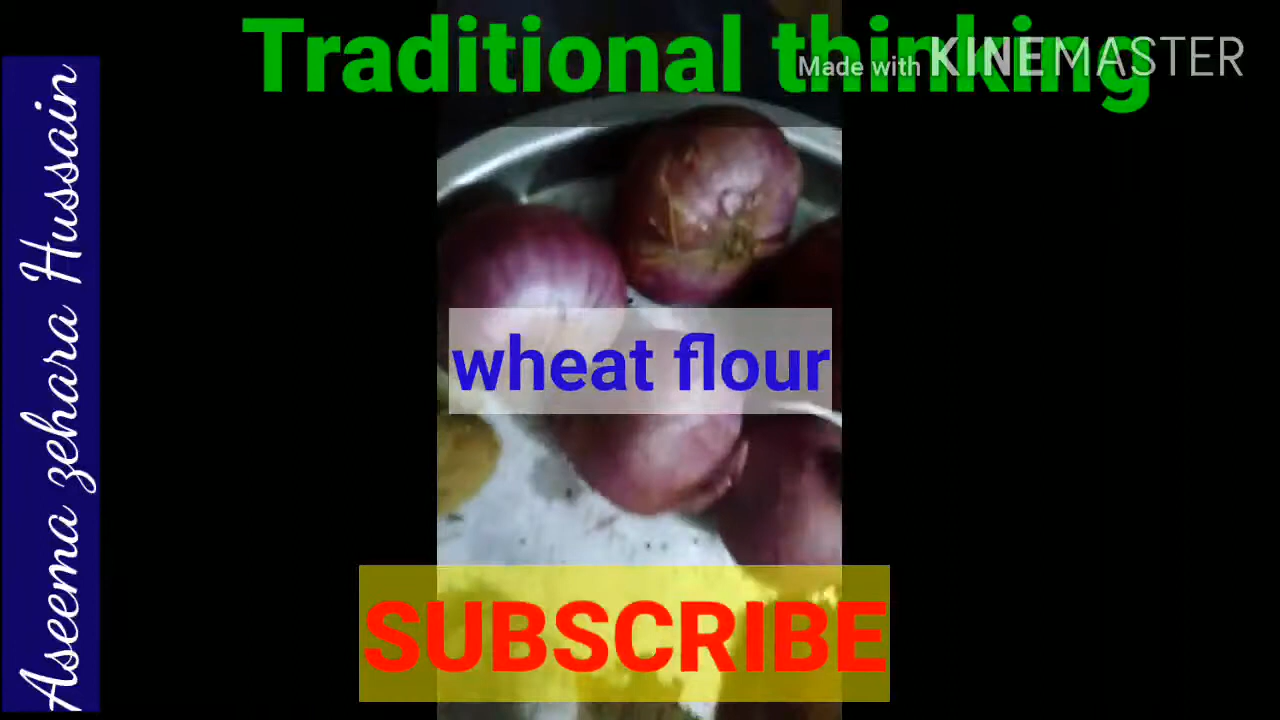 Traditional thinking
Made with KINEMASTER
Aseema zehara Hussain
wheat flour
SUBSCRIBE